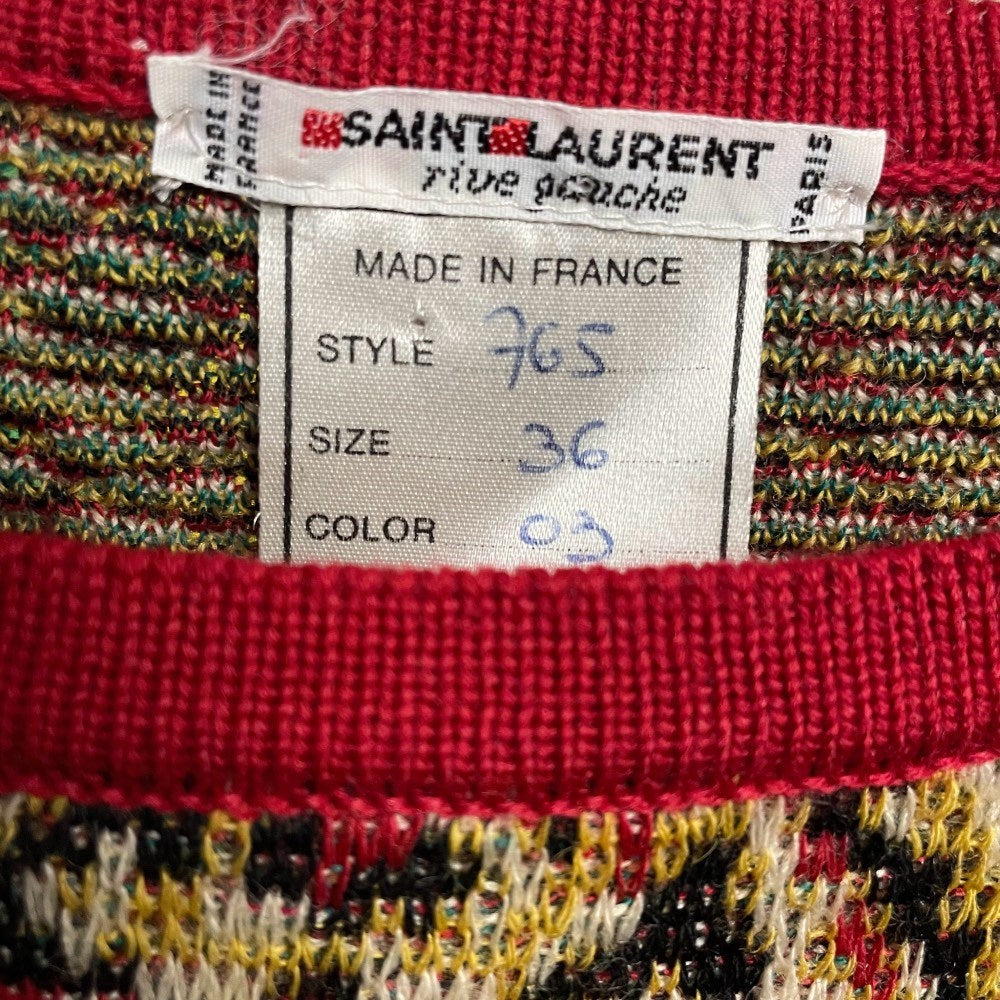 MADE IN
FRANCE
SAINT LAURENT
rive gauche
PARIS
MADE IN FRANCE
STYLE 765
SIZE 36
COLOR 03